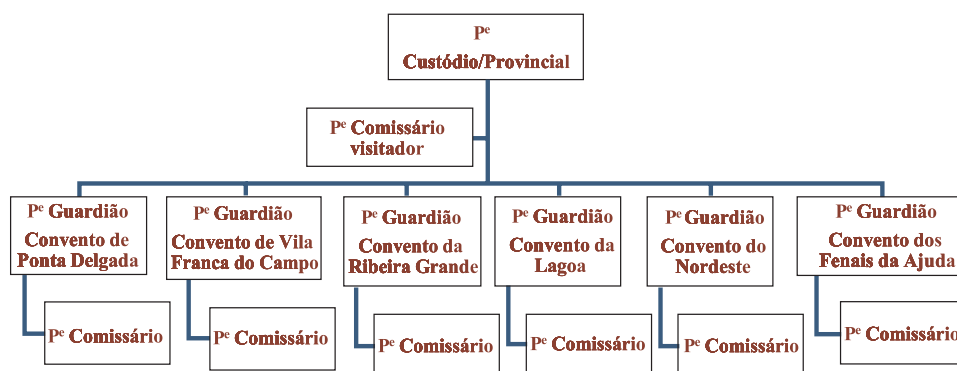 Pᵉ
Custódio/Provincial
Pᵉ Comissário
visitador
Pᵉ Guardião
Convento de
Ponta Delgada
Pᵉ Guardião
Convento de Vila
Franca do Campo
Pᵉ Guardião
Convento da
Ribeira Grande
Pᵉ Guardião
Convento da
Lagoa
Pᵉ Guardião
Convento do
Nordeste
Pᵉ Guardião
Convento dos
Fenais da Ajuda
Pᵉ Comissário
Pᵉ Comissário
Pᵉ Comissário
Pᵉ Comissário
Pᵉ Comissário
Pᵉ Comissário